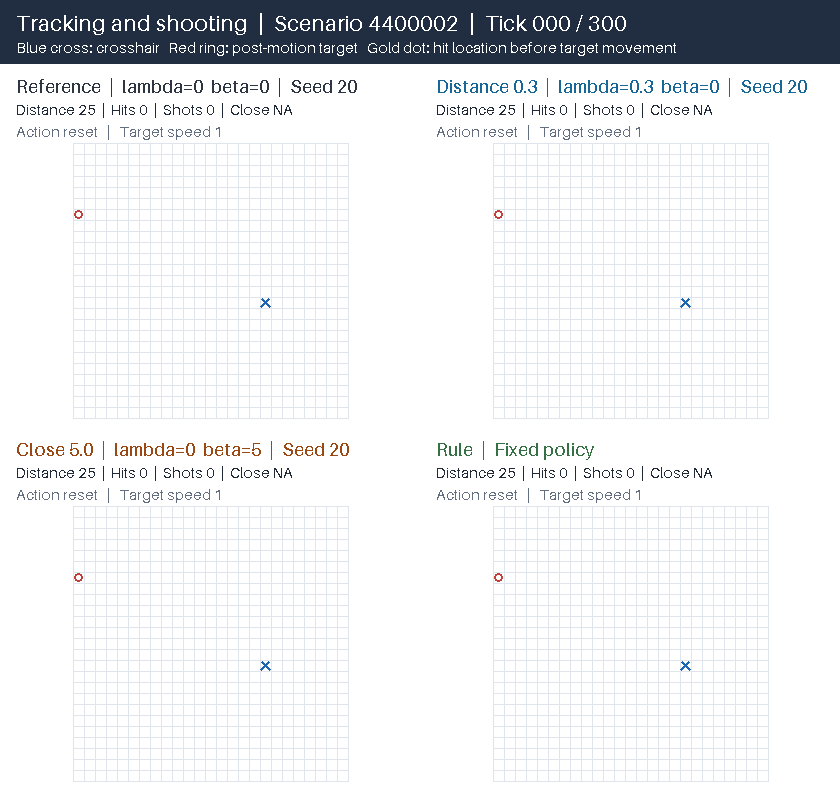 Tracking and shooting | Scenario 4400002 | Tick 000 / 300
Blue cross: crosshair Red ring: post-motion target Gold dot: hit location before target movement
Reference | lambda=0 beta=0 | Seed 20
Distance 25 | Hits 0 | Shots 0 | Close NA
Action reset | Target speed 1
Distance 0.3 | lambda=0.3 beta=0 | Seed 20
Distance 25 | Hits 0 | Shots 0 | Close NA
Action reset | Target speed 1
Close 5.0 | lambda=0 beta=5 | Seed 20
Distance 25 | Hits 0 | Shots 0 | Close NA
Action reset | Target speed 1
Rule | Fixed policy
Distance 25 | Hits 0 | Shots 0 | Close NA
Action reset | Target speed 1